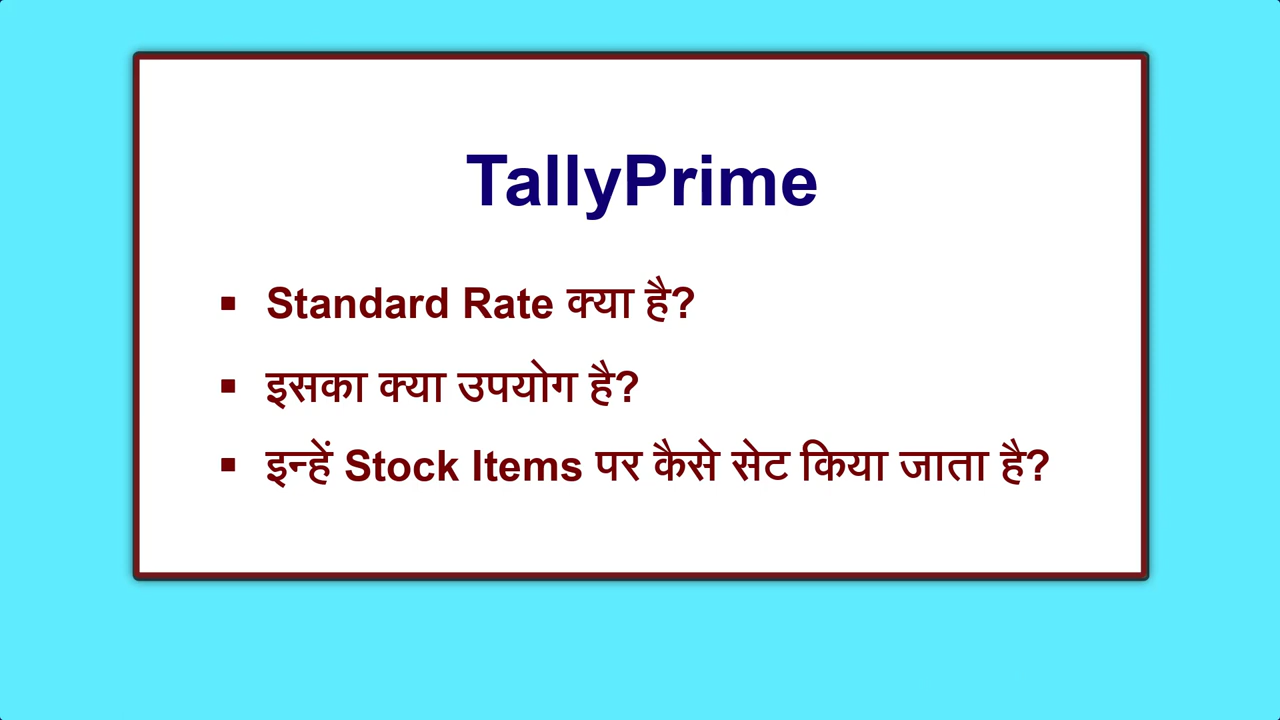 TallyPrime
▪ Standard Rate क्या है?
▪ इसका क्या उपयोग है?
▪ इन्हें Stock Items पर कैसे सेट किया जाता है?